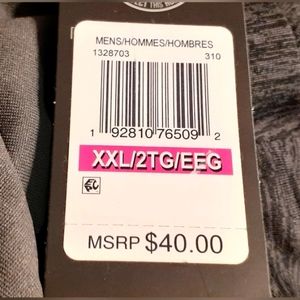 MENS/HOMMES/HOMBRES
1328703 310
1 92810 76509 2
XXL/2TG/EEG
MSRP $40.00